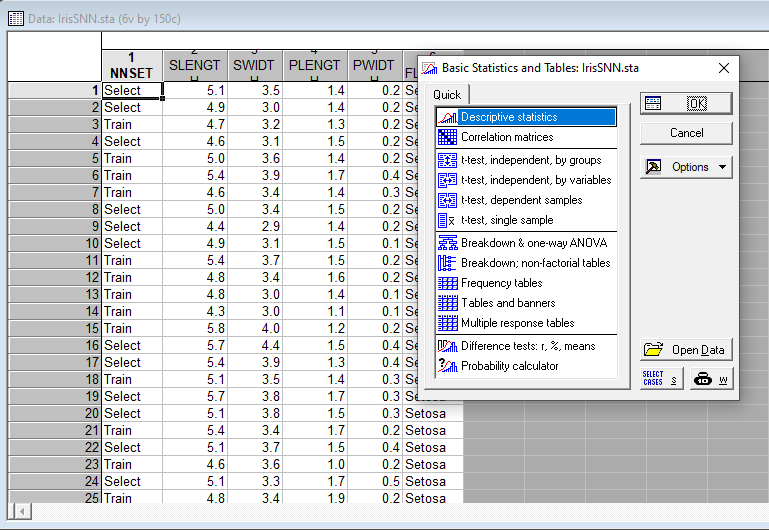 Data: IrisSNN.sta (6v by 150c)
1 2 3 4 5 6
NNSET SLENGT SWIDT PLENGT PWIDT FL
1 Select 5.1 3.5 1.4 0.2 Se
2 Select 4.9 3.0 1.4 0.2 Se
3 Train 4.7 3.2 1.3 0.2 Se
4 Select 4.6 3.1 1.5 0.2 Se
5 Train 5.0 3.6 1.4 0.2 Se
6 Train 5.4 3.9 1.7 0.4 Se
7 Train 4.6 3.4 1.4 0.3 Se
8 Select 5.0 3.4 1.5 0.2 Se
9 Select 4.4 2.9 1.4 0.2 Se
10 Select 4.9 3.1 1.5 0.1 Se
11 Train 5.4 3.7 1.5 0.2 Se
12 Train 4.8 3.4 1.6 0.2 Se
13 Train 4.8 3.0 1.4 0.1 Se
14 Train 4.3 3.0 1.1 0.1 Se
15 Train 5.8 4.0 1.2 0.2 Se
16 Select 5.7 4.4 1.5 0.4 Se
17 Select 5.4 3.9 1.3 0.4 Se
18 Train 5.1 3.5 1.4 0.3 Se
19 Select 5.7 3.8 1.7 0.3 Se
20 Select 5.1 3.8 1.5 0.3 Setosa
21 Train 5.4 3.4 1.7 0.2 Setosa
22 Select 5.1 3.7 1.5 0.4 Setosa
23 Train 4.6 3.6 1.0 0.2 Setosa
24 Select 5.1 3.3 1.7 0.5 Setosa
25 Train 4.8 3.4 1.9 0.2 Setosa
Basic Statistics and Tables: IrisSNN.sta
Quick
Descriptive statistics
Correlation matrices
t-test, independent, by groups
t-test, independent, by variables
t-test, dependent samples
t-test, single sample
Breakdown & one-way ANOVA
Breakdown; non-factorial tables
Frequency tables
Tables and banners
Multiple response tables
Difference tests: r, %, means
Probability calculator
OK
Cancel
Options
Open Data
SELECT
CASES S
W